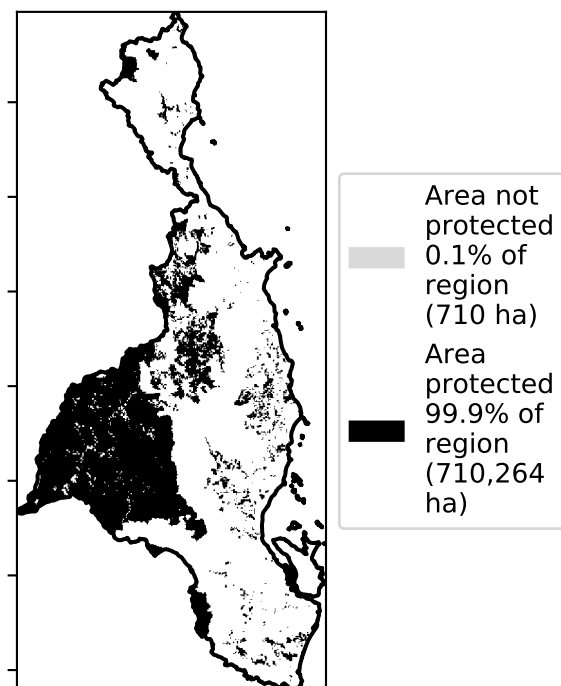 Area not
protected
0.1% of
region
(710 ha)
Area
protected
99.9% of
region
(710,264
ha)